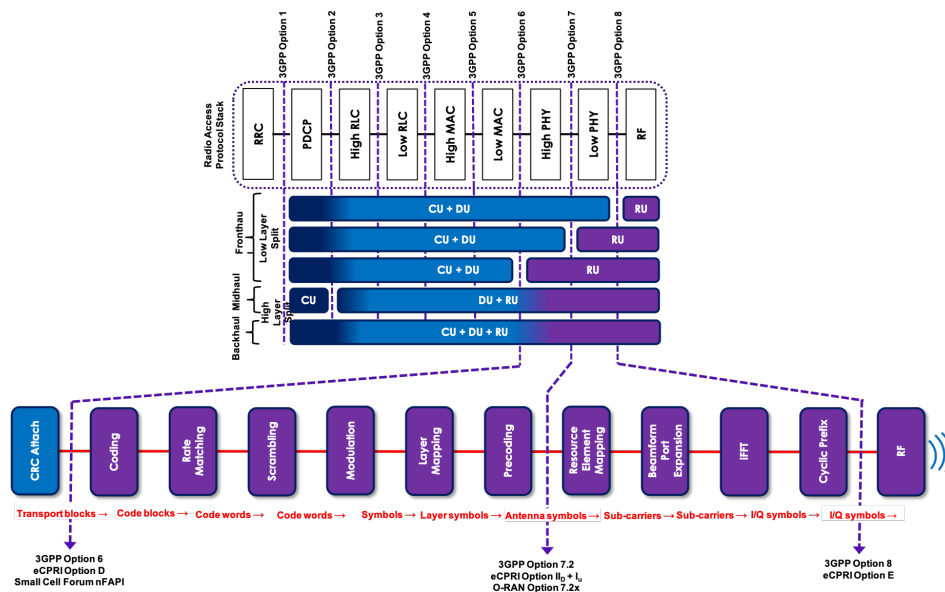 3GPP Option 1
3GPP Option 2
3GPP Option 3
3GPP Option 4
3GPP Option 5
3GPP Option 6
3GPP Option 7
3GPP Option 8
Radio Access
Protocol Stack
RRC
PDCP
High RLC
Low RLC
High MAC
Low MAC
High PHY
Low PHY
RF
Fronthau
Low Layer
Split
CU + DU
RU
CU + DU
RU
CU + DU
RU
Midhaul
High
Layer
Split
CU
DU + RU
Backhaul
CU + DU + RU
CRC Attach
Coding
Rate
Matching
Scrambling
Modulation
Layer
Mapping
Precoding
Resource
Element
Mapping
Beamform
Port
Expansion
iFFT
Cyclic Prefix
RF
Transport blocks →
Code blocks →
Code words →
Code words →
Symbols →
Layer symbols →
Antenna symbols →
Sub-carriers →
Sub-carriers →
I/Q symbols →
I/Q symbols →
3GPP Option 6
eCPRI Option D
Small Cell Forum nFAPI
3GPP Option 7.2
eCPRI Option II_D + I_u
O-RAN Option 7.2x
3GPP Option 8
eCPRI Option E